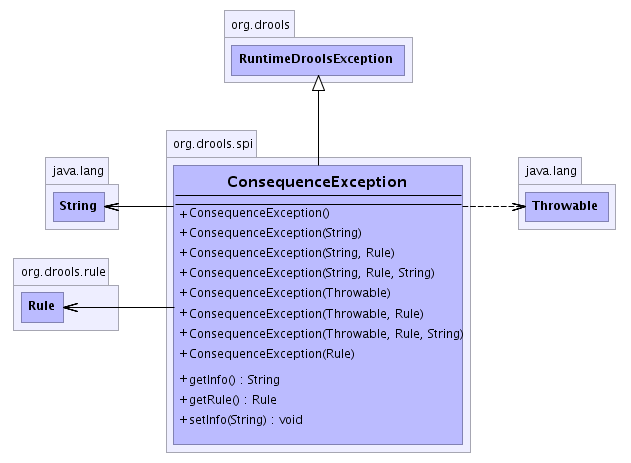 org.drools
RuntimeDroolsException
org.drools.spi
java.lang
String
java.lang
Throwable
org.drools.rule
Rule
ConsequenceException
+ ConsequenceException()
+ ConsequenceException(String)
+ ConsequenceException(String, Rule)
+ ConsequenceException(String, Rule, String)
+ ConsequenceException(Throwable)
+ ConsequenceException(Throwable, Rule)
+ ConsequenceException(Throwable, Rule, String)
+ ConsequenceException(Rule)
+ getInfo() : String
+ getRule() : Rule
+ setInfo(String) : void